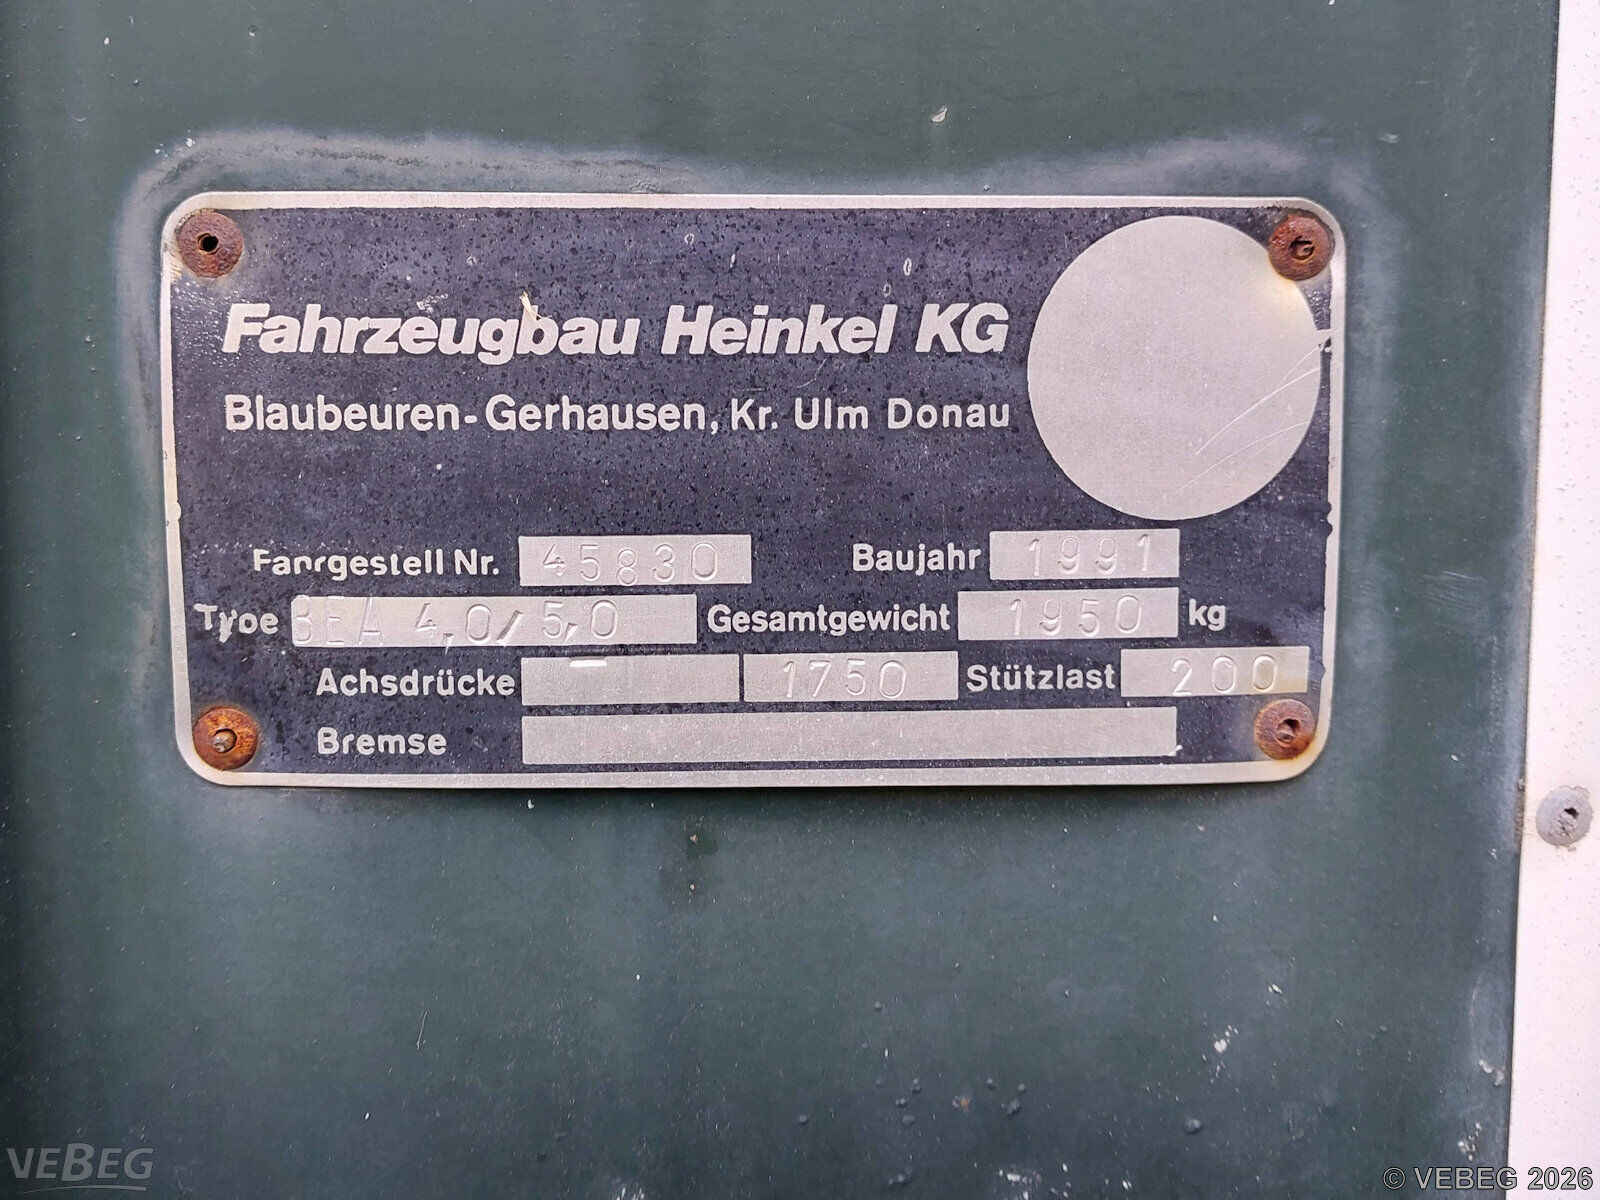 Fahrzeugbau Heinkel KG
Blaubeuren-Gerhausen, Kr. Ulm Donau
Fahrgestell Nr. 45830 Baujahr 1991
Type BEA 4,0/5,0 Gesamtgewicht 1950 kg
Achsdrücke – 1750 Stützlast 200
Bremse
VEBEG
© VEBEG 2026